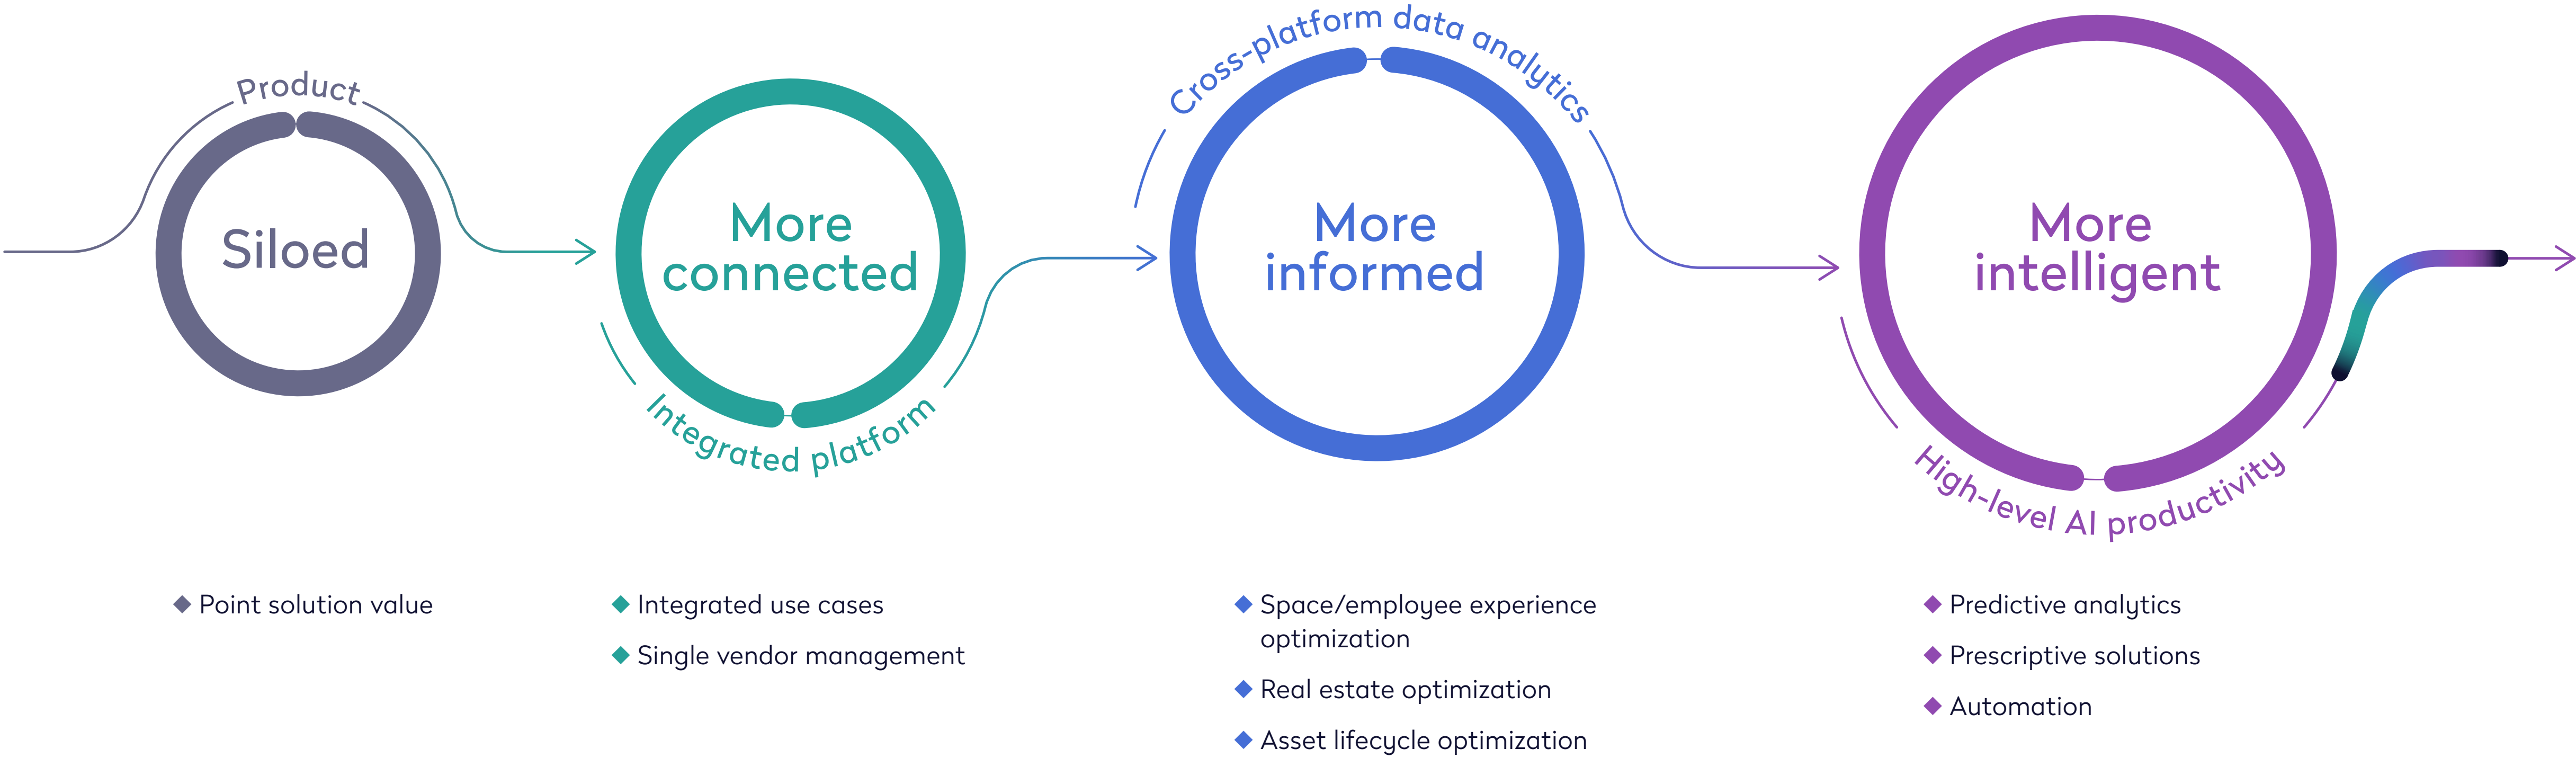 Product
Siloed
Point solution value
More
connected
Integrated platform
Integrated use cases
Single vendor management
Cross-platform data analytics
More
informed
Space/employee experience
optimization
Real estate optimization
Asset lifecycle optimization
More
intelligent
High-level AI productivity
Predictive analytics
Prescriptive solutions
Automation